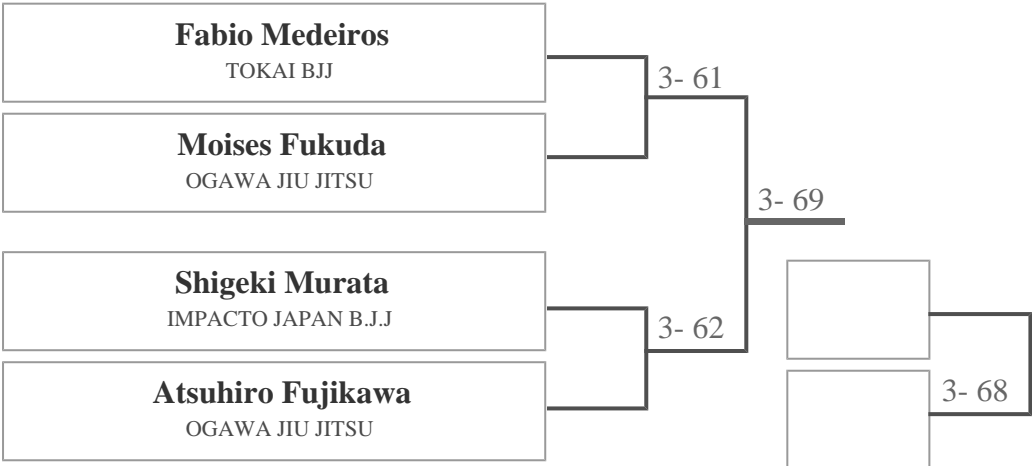 Fabio Medeiros
TOKAI BJJ
3- 61
Moises Fukuda
OGAWA JIU JITSU
3- 69
Shigeki Murata
IMPACTO JAPAN B.J.J
3- 62
Atsuhiro Fujikawa
OGAWA JIU JITSU
3- 68